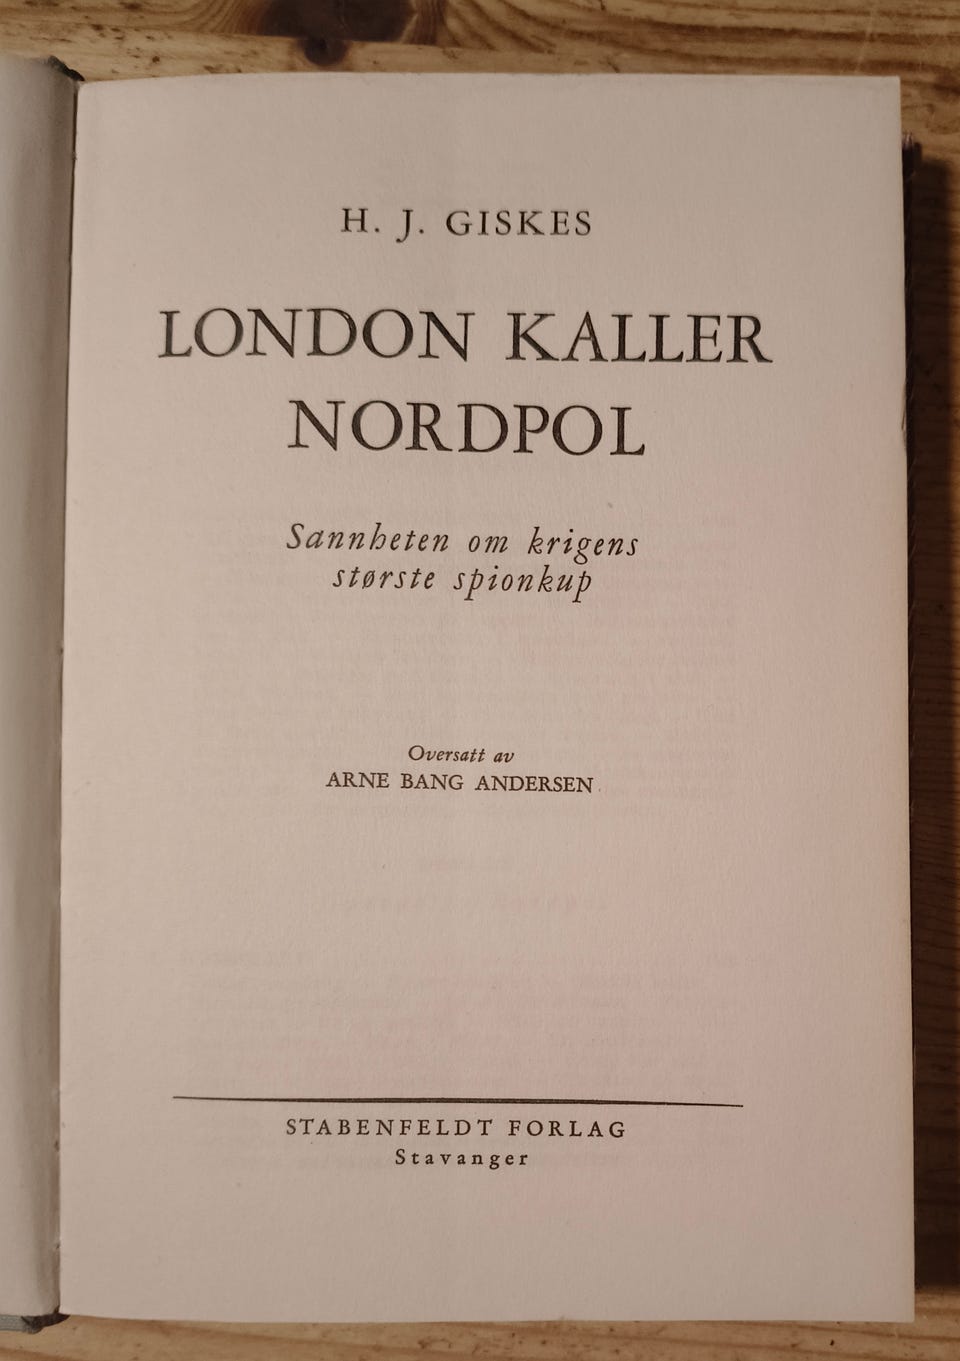 H. J. GISKES
LONDON KALLER
NORDPOL
Sannheten om krigens
største spionkup
Oversatt av
ARNE BANG ANDERSEN
STABENFELDT FORLAG
Stavanger